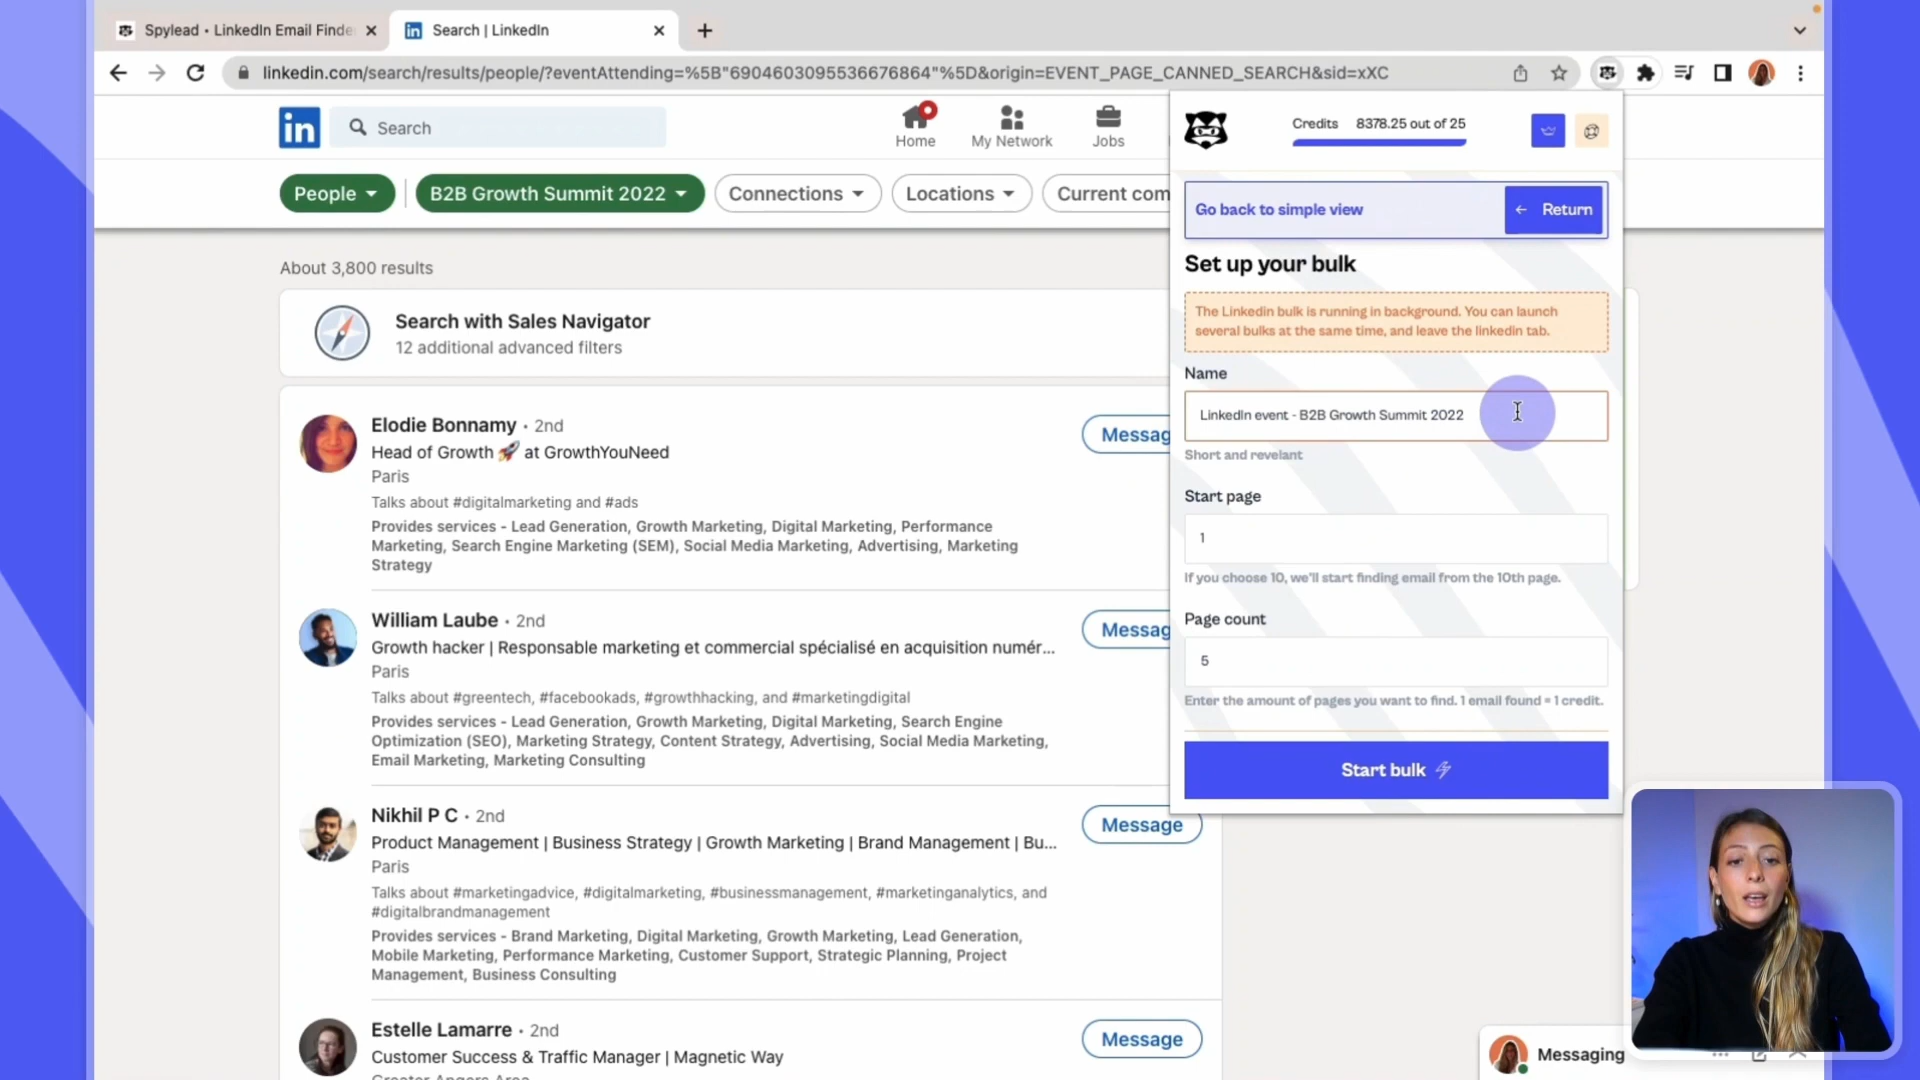 Spylead • LinkedIn Email Finde
Search | LinkedIn
linkedin.com/search/results/people/?eventAttending=%5B"6904603095536676864"%5D&origin=EVENT_PAGE_CANNED_SEARCH&sid=xXC
in
Search
Home
My Network
Jobs
People
B2B Growth Summit 2022
Connections
Locations
Current com
About 3,800 results
Search with Sales Navigator
12 additional advanced filters
Elodie Bonnamy • 2nd
Head of Growth 🚀 at GrowthYouNeed
Paris
Talks about #digitalmarketing and #ads
Provides services - Lead Generation, Growth Marketing, Digital Marketing, Performance
Marketing, Search Engine Marketing (SEM), Social Media Marketing, Advertising, Marketing
Strategy
Messag
William Laube • 2nd
Growth hacker | Responsable marketing et commercial spécialisé en acquisition numér...
Paris
Talks about #greentech, #facebookads, #growthhacking, and #marketingdigital
Provides services - Lead Generation, Growth Marketing, Digital Marketing, Search Engine
Optimization (SEO), Marketing Strategy, Content Strategy, Advertising, Social Media Marketing,
Email Marketing, Marketing Consulting
Messag
Nikhil P C • 2nd
Product Management | Business Strategy | Growth Marketing | Brand Management | Bu...
Paris
Talks about #marketingadvice, #digitalmarketing, #businessmanagement, #marketinganalytics, and
#digitalbrandmanagement
Provides services - Brand Marketing, Digital Marketing, Growth Marketing, Lead Generation,
Mobile Marketing, Performance Marketing, Customer Support, Strategic Planning, Project
Management, Business Consulting
Message
Estelle Lamarre • 2nd
Customer Success & Traffic Manager | Magnetic Way
Greater Angers Area
Message
Credits 8378.25 out of 25
Go back to simple view
← Return
Set up your bulk
The Linkedin bulk is running in background. You can launch
several bulks at the same time, and leave the linkedin tab.
Name
LinkedIn event - B2B Growth Summit 2022
Short and revelant
Start page
1
If you choose 10, we'll start finding email from the 10th page.
Page count
5
Enter the amount of pages you want to find. 1 email found = 1 credit.
Start bulk
Messaging